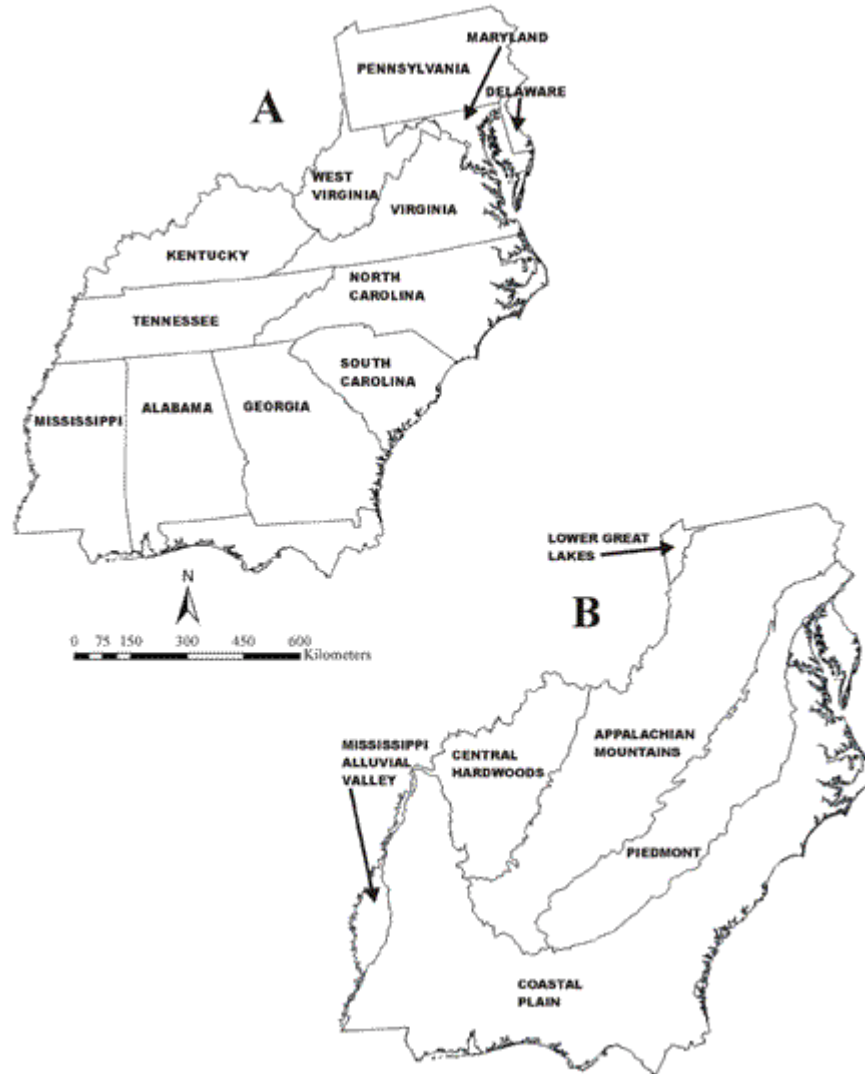 MARYLAND
PENNSYLVANIA
DELAWARE
A
WEST
VIRGINIA
VIRGINIA
KENTUCKY
NORTH
CAROLINA
TENNESSEE
SOUTH
CAROLINA
MISSISSIPPI
ALABAMA
GEORGIA
N
0 75 150 300 450 600
Kilometers
LOWER GREAT
LAKES
B
MISSISSIPPI
ALLUVIAL
VALLEY
CENTRAL
HARDWOODS
APPALACHIAN
MOUNTAINS
PIEDMONT
COASTAL
PLAIN